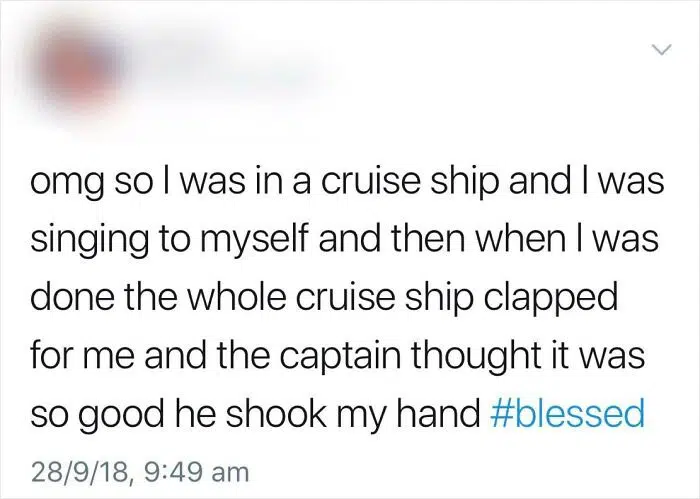 omg so I was in a cruise ship and I was
singing to myself and then when I was
done the whole cruise ship clapped
for me and the captain thought it was
so good he shook my hand #blessed
28/9/18, 9:49 am